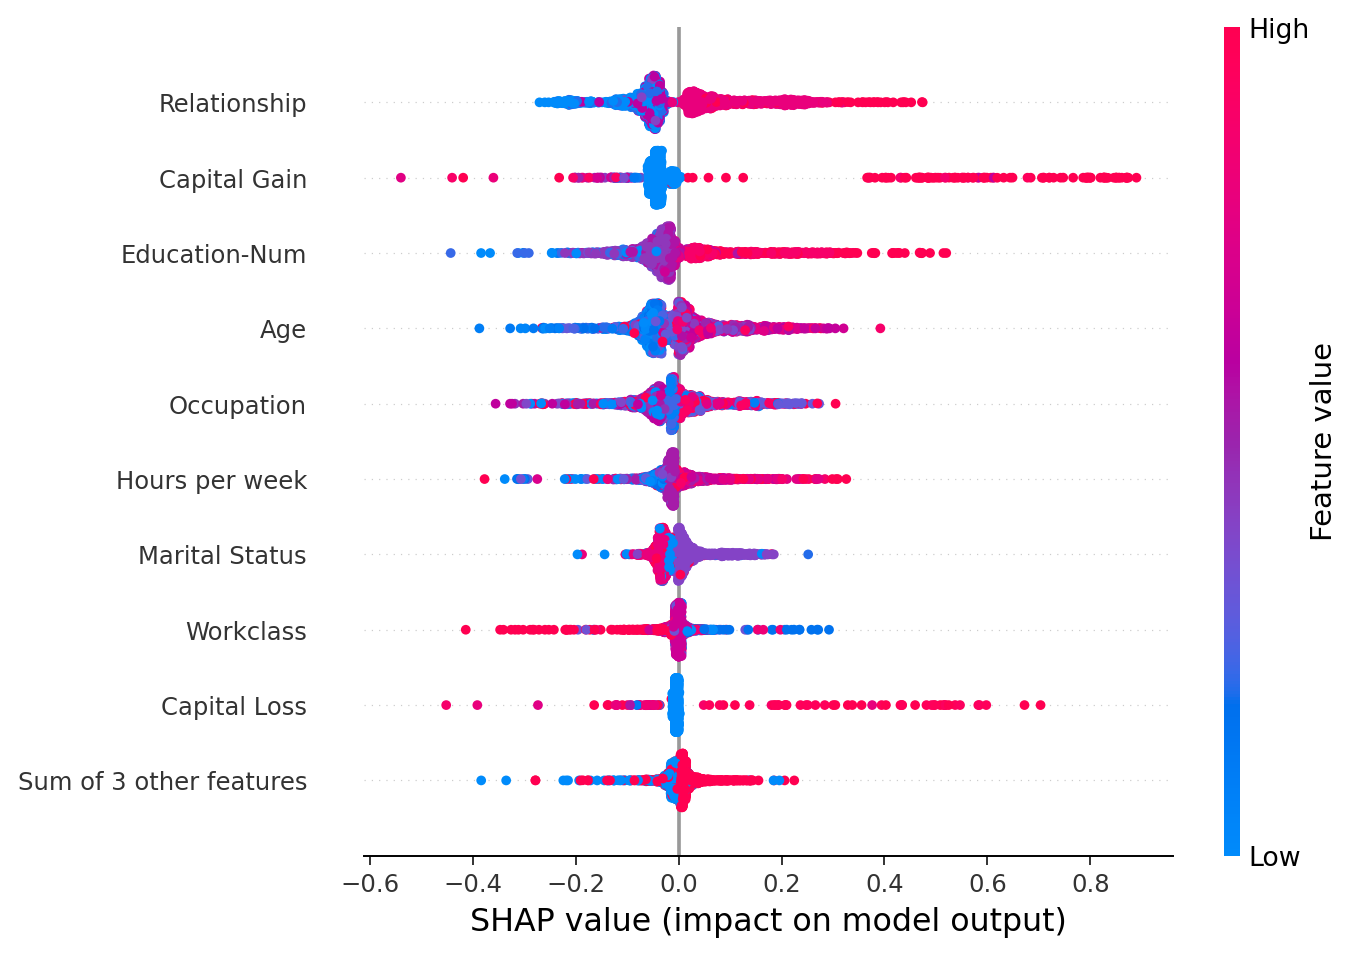 High
Relationship
Capital Gain
Education-Num
Age
Occupation
Hours per week
Marital Status
Workclass
Capital Loss
Sum of 3 other features
Feature value
Low
−0.6 −0.4 −0.2 0.0 0.2 0.4 0.6 0.8
SHAP value (impact on model output)